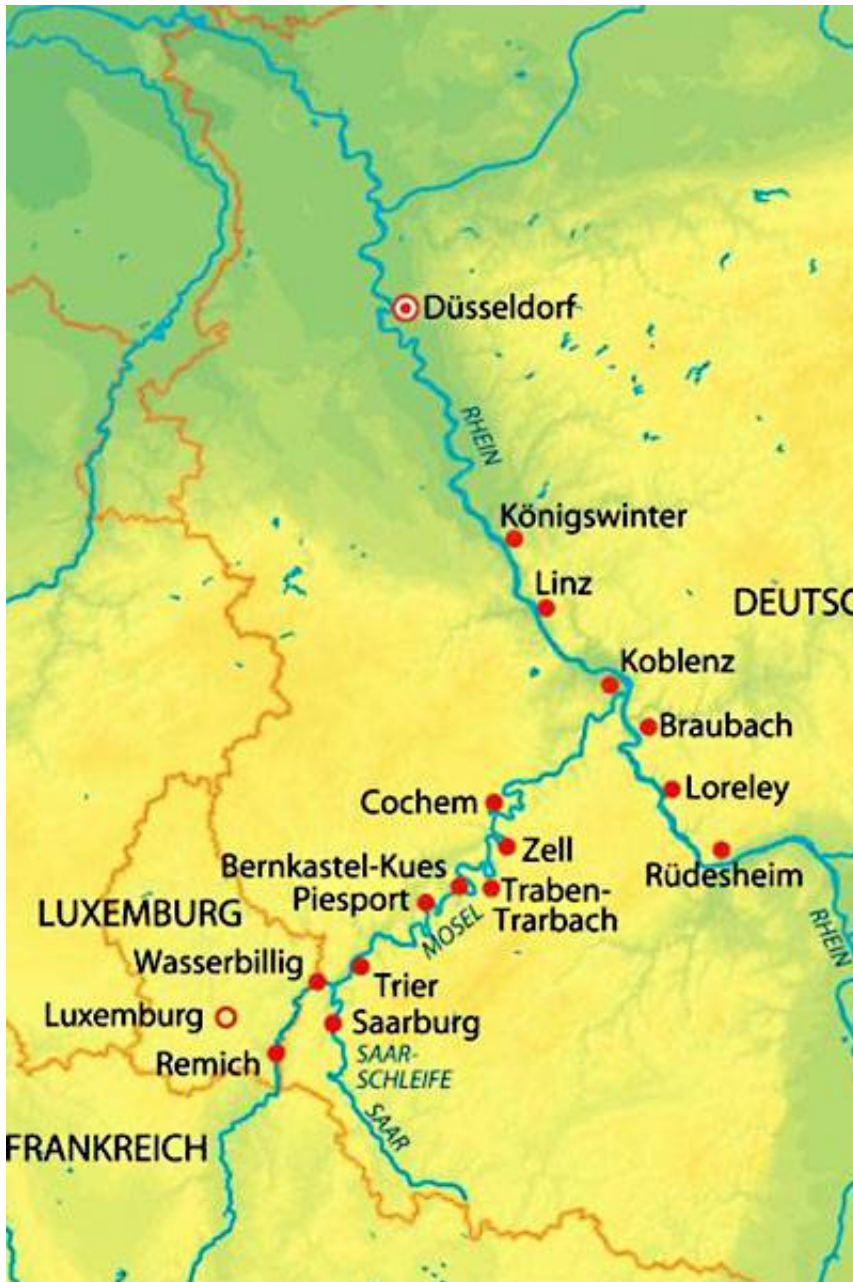 Düsseldorf
RHEIN
Königswinter
Linz
DEUTSC
Koblenz
Braubach
Loreley
Cochem
Zell
Rüdesheim
Bernkastel-Kues
Piesport
Traben-
Trarbach
LUXEMBURG
MOSEL
RHEIN
Wasserbillig
Trier
Luxemburg
Saarburg
Remich
SAAR-
SCHLEIFE
SAAR
FRANKREICH